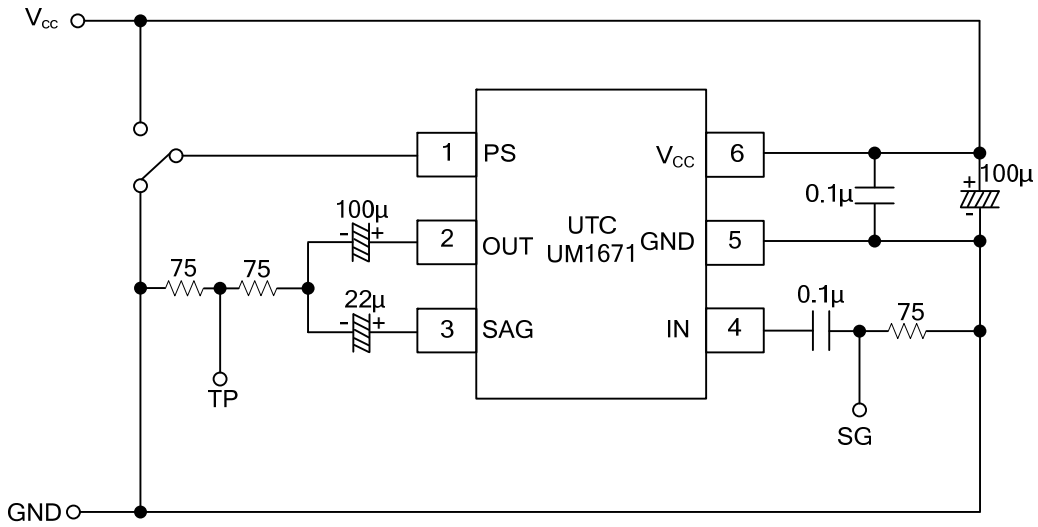 Vcc
1
PS
Vcc
6
+
100μ
0.1μ
-
100μ
-
+
2
OUT
UTC
UM1671
GND
5
75
75
22μ
-
+
3
SAG
IN
4
0.1μ
75
TP
SG
GND